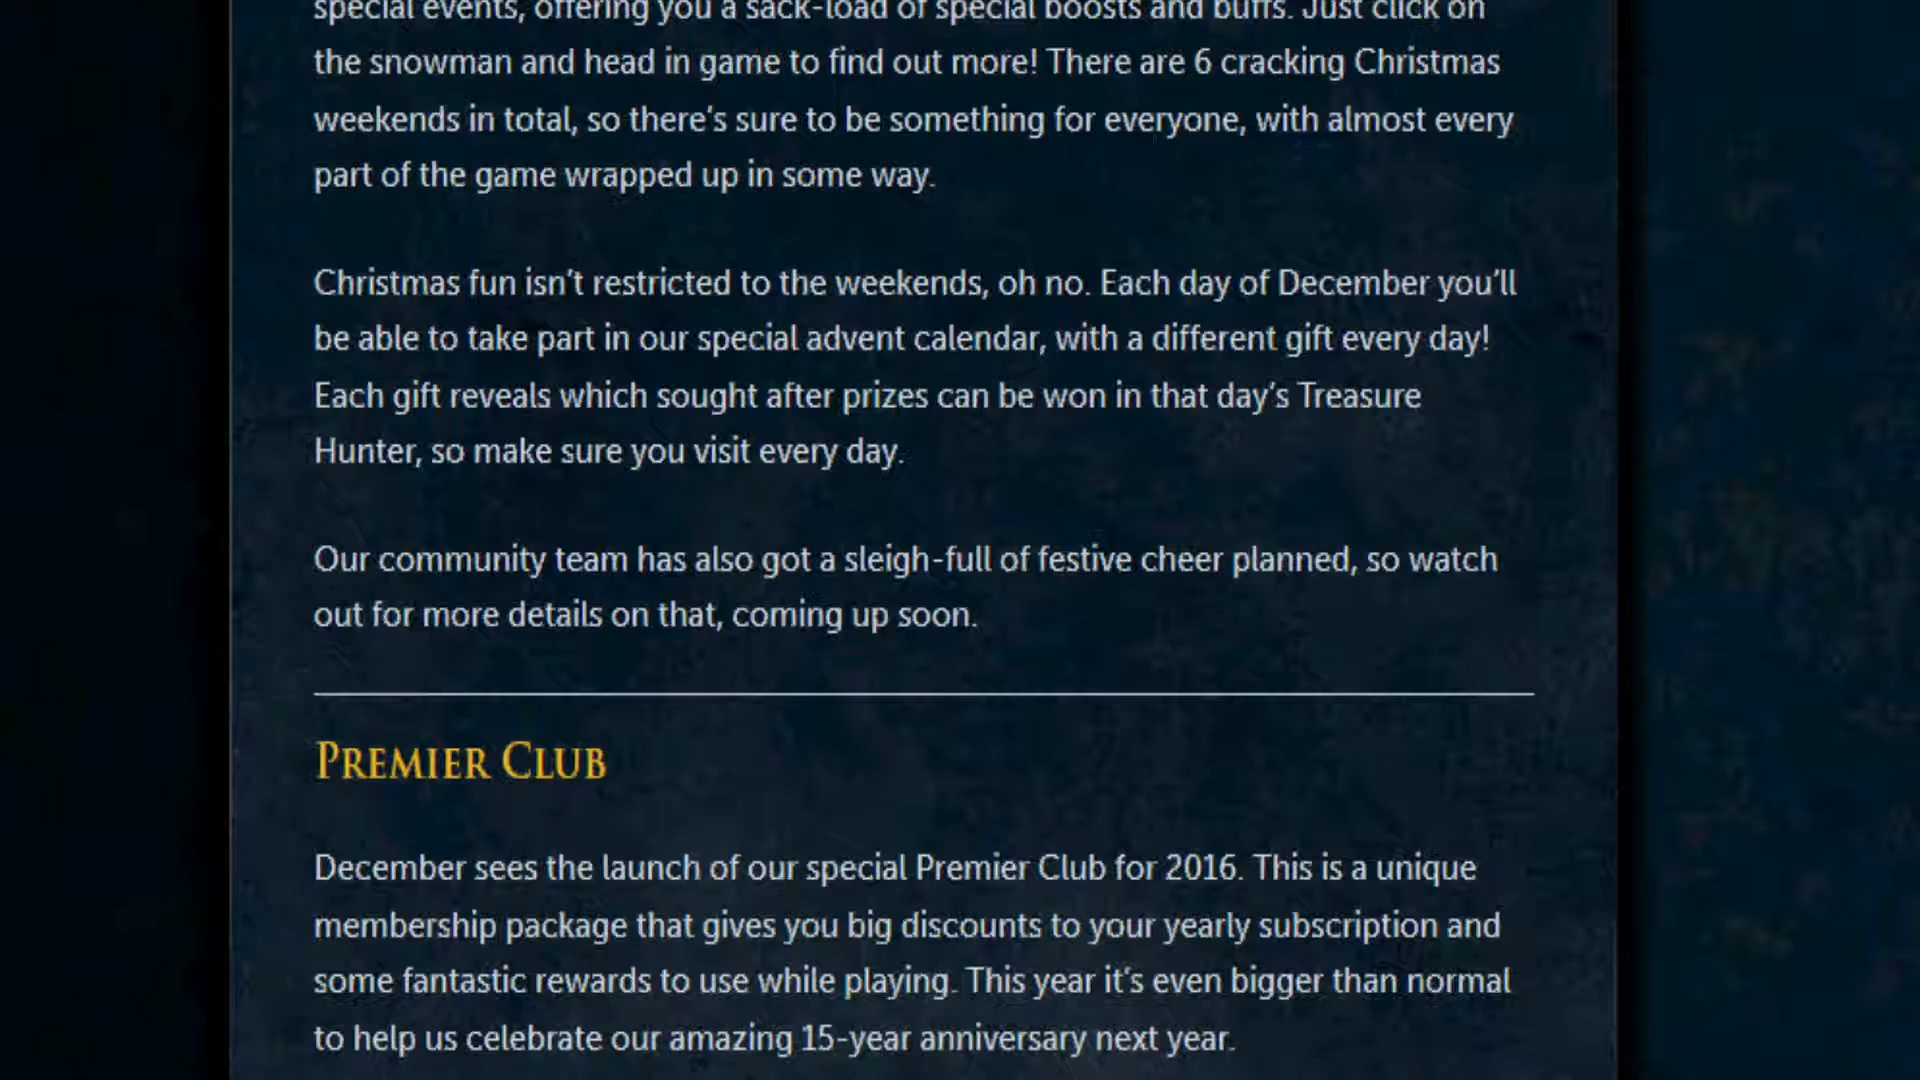 special events, offering you a sack-load of special boosts and buffs. Just click on
the snowman and head in game to find out more! There are 6 cracking Christmas
weekends in total, so there's sure to be something for everyone, with almost every
part of the game wrapped up in some way.
Christmas fun isn't restricted to the weekends, oh no. Each day of December you'll
be able to take part in our special advent calendar, with a different gift every day!
Each gift reveals which sought after prizes can be won in that day's Treasure
Hunter, so make sure you visit every day.
Our community team has also got a sleigh-full of festive cheer planned, so watch
out for more details on that, coming up soon.
PREMIER CLUB
December sees the launch of our special Premier Club for 2016. This is a unique
membership package that gives you big discounts to your yearly subscription and
some fantastic rewards to use while playing. This year it's even bigger than normal
to help us celebrate our amazing 15-year anniversary next year.